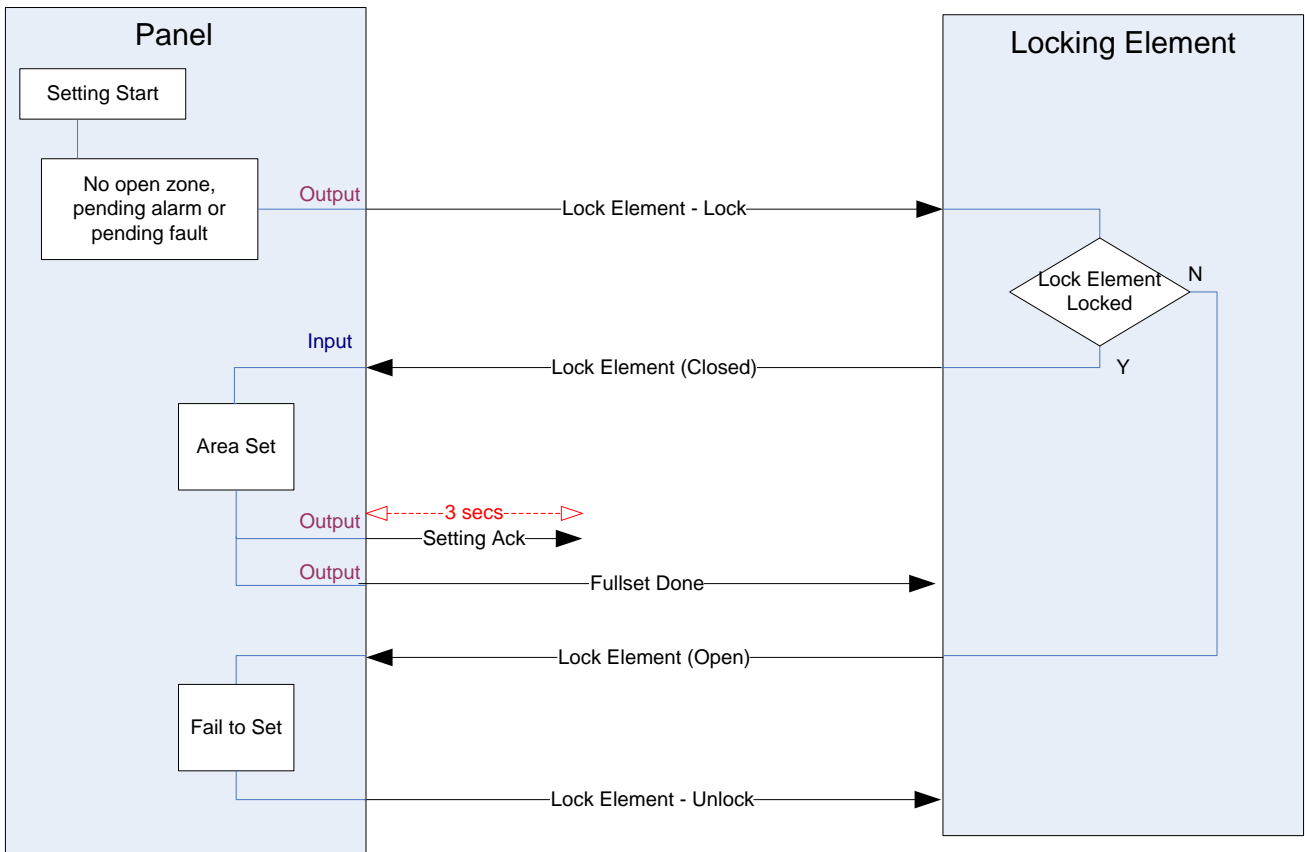 Panel
Locking Element
Setting Start
No open zone,
pending alarm or
pending fault
Output
Lock Element - Lock
Lock Element
Locked
N
Y
Input
Lock Element (Closed)
Area Set
3 secs
Output
Setting Ack
Output
Fullset Done
Lock Element (Open)
Fail to Set
Lock Element - Unlock